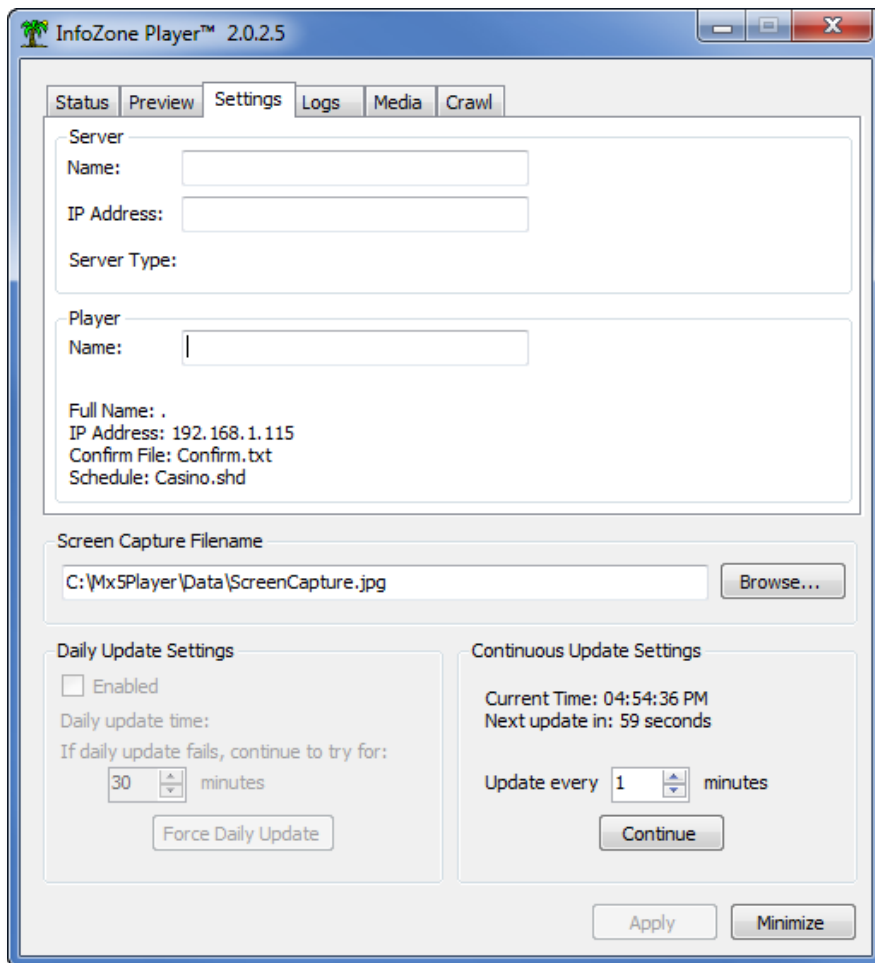 InfoZone Player™ 2.0.2.5
Status Preview Settings Logs Media Crawl
Server
Name:
IP Address:
Server Type:
Player
Name:
Full Name: .
IP Address: 192.168.1.115
Confirm File: Confirm.txt
Schedule: Casino.shd
Screen Capture Filename
C:\Mx5Player\Data\ScreenCapture.jpg Browse...
Daily Update Settings
Enabled
Daily update time:
If daily update fails, continue to try for:
30 minutes
Force Daily Update
Continuous Update Settings
Current Time: 04:54:36 PM
Next update in: 59 seconds
Update every 1 minutes
Continue
Apply Minimize